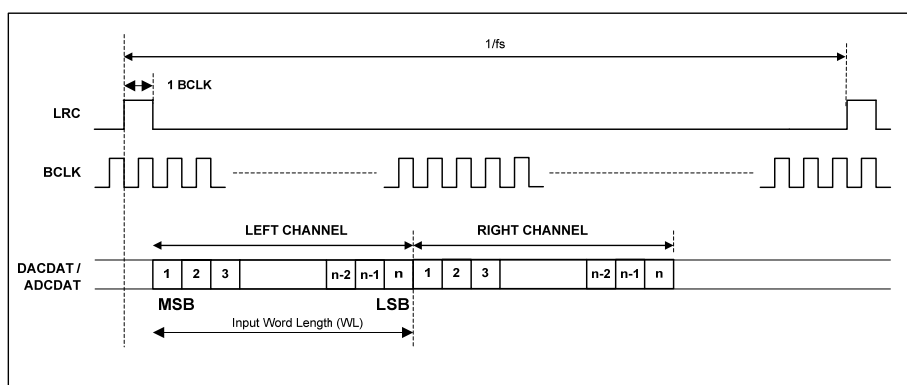 1/fs
1 BCLK
LRC
BCLK
LEFT CHANNEL
RIGHT CHANNEL
DACDAT /
ADCDAT
1 2 3 n-2 n-1 n 1 2 3 n-2 n-1 n
MSB
LSB
Input Word Length (WL)